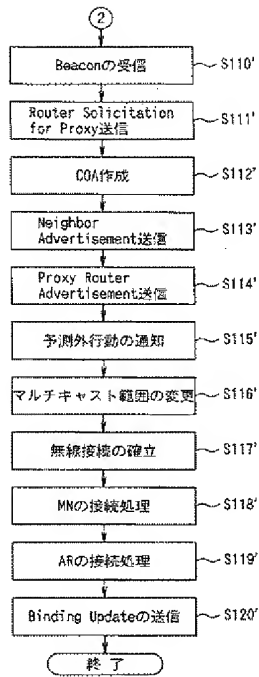 2
Beaconの受信
S110'
Router Solicitation
for Proxy送信
S111'
COA作成
S112'
Neighbor
Advertisement送信
S113'
Proxy Router
Advertisement送信
S114'
予測外行動の通知
S115'
マルチキャスト範囲の変更
S116'
無線接続の確立
S117'
MNの接続処理
S118'
ARの接続処理
S119'
Binding Updateの送信
S120'
終了